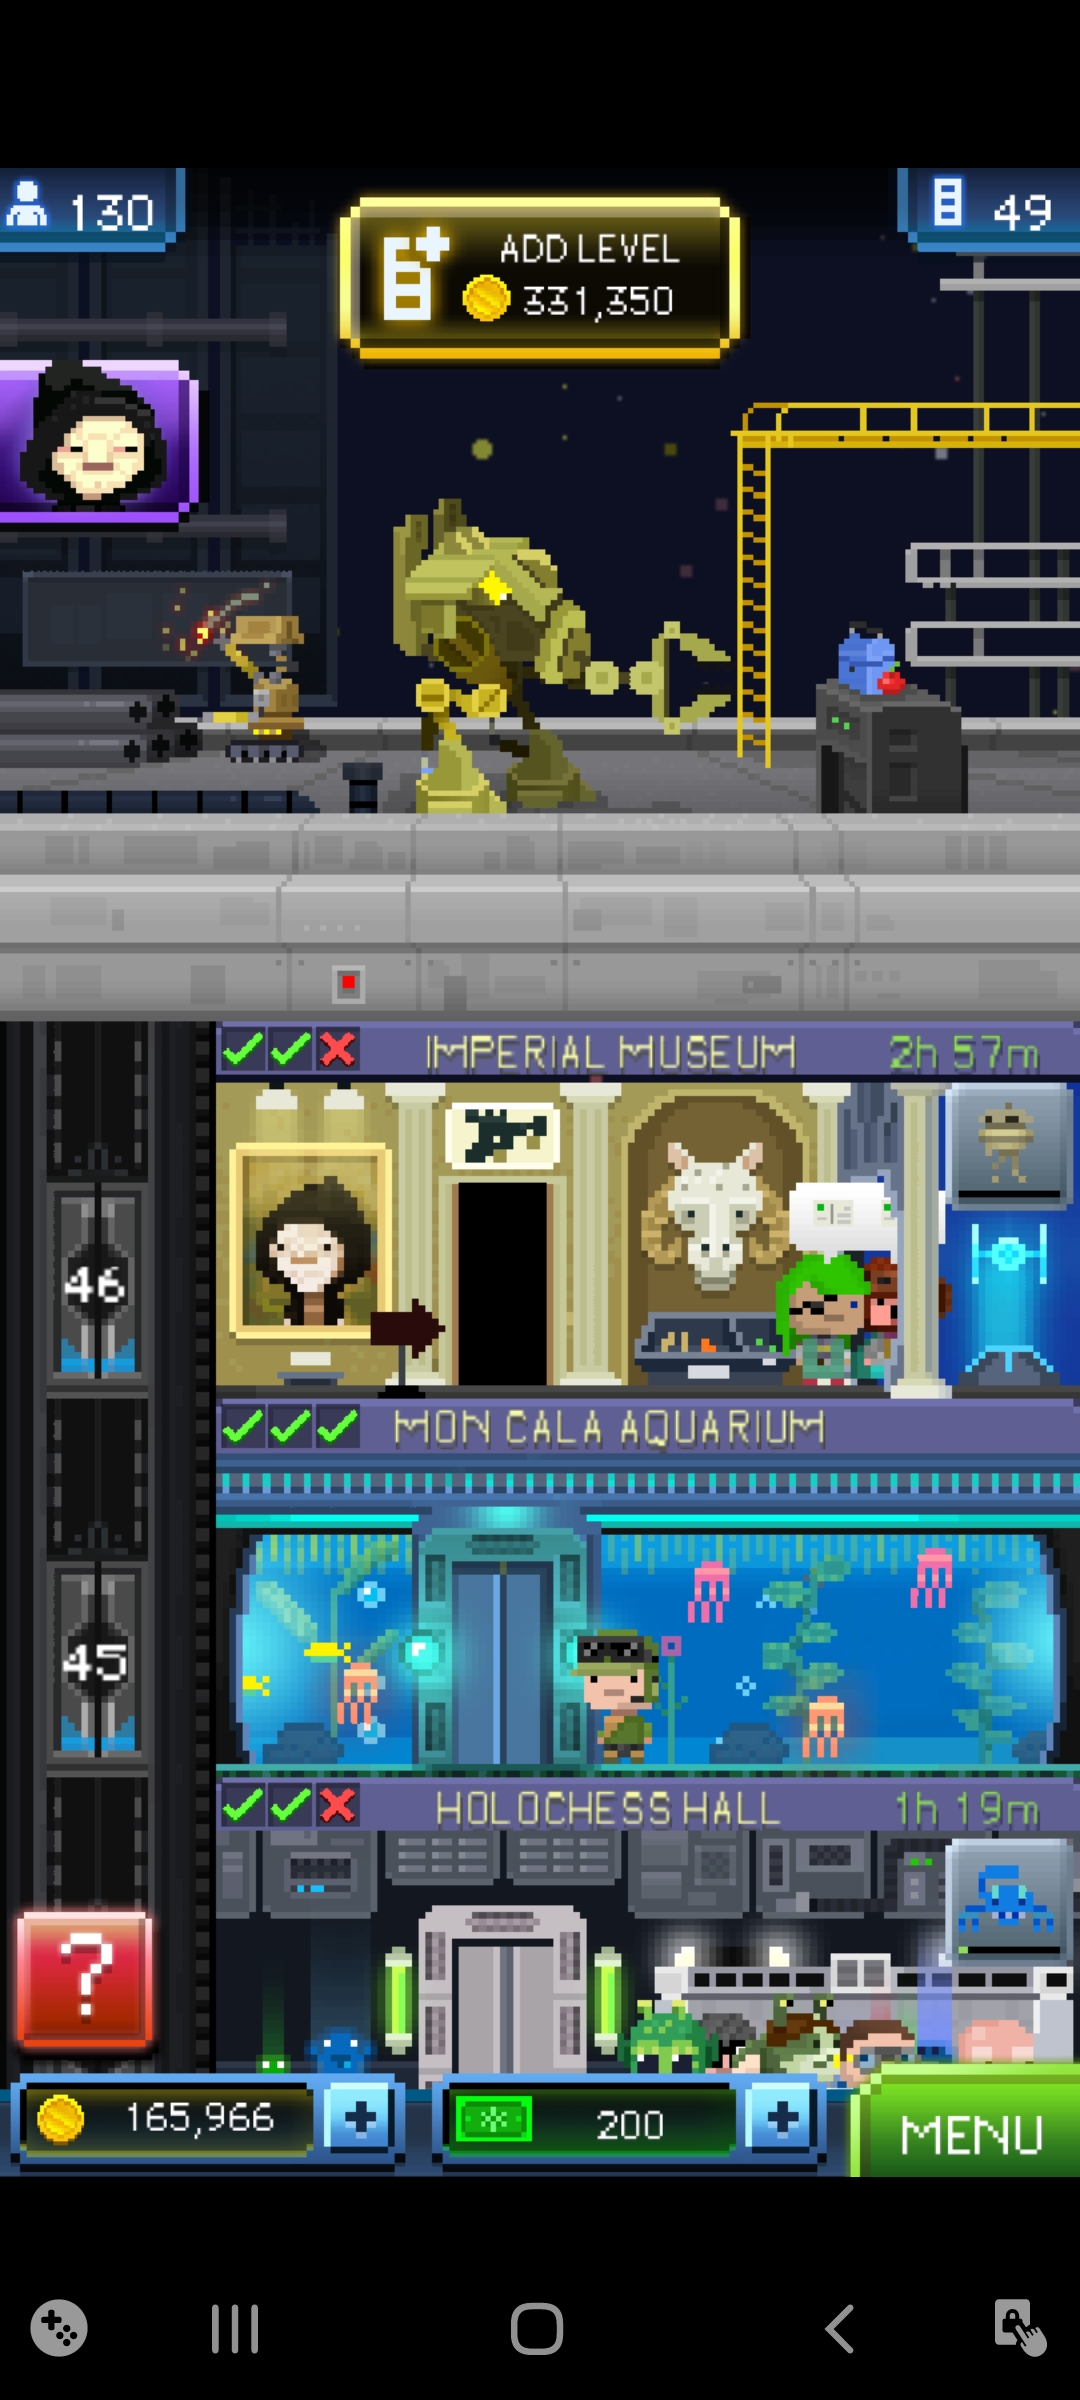 130
ADD LEVEL
331,350
49
IMPERIAL MUSEUM 2h 57m
46
MON CALA AQUARIUM
45
HOLOCHESS HALL 1h 19m
?
165,966 +
200 +
MENU